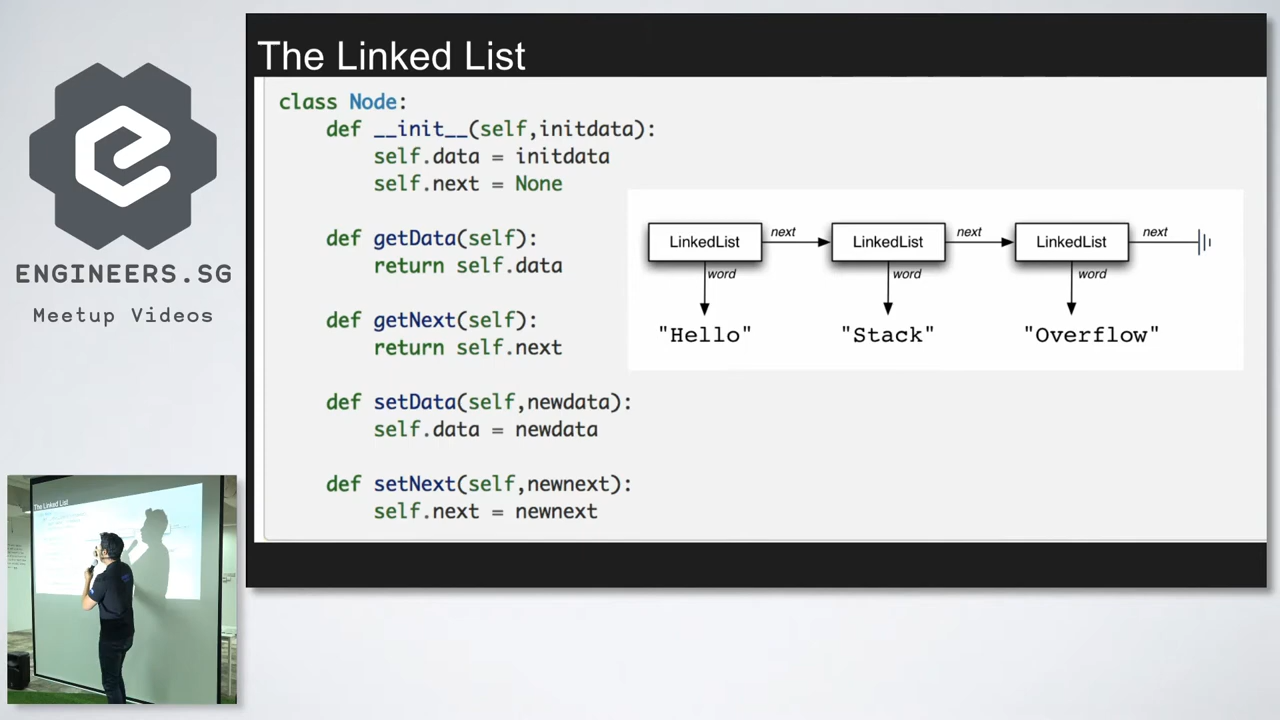 The Linked List
class Node:
def __init__(self,initdata):
self.data = initdata
self.next = None
def getData(self):
return self.data
def getNext(self):
return self.next
def setData(self,newdata):
self.data = newdata
def setNext(self,newnext):
self.next = newnext
LinkedList next LinkedList next LinkedList next
word word word
"Hello" "Stack" "Overflow"
ENGINEERS.SG
Meetup Videos
The Linked List